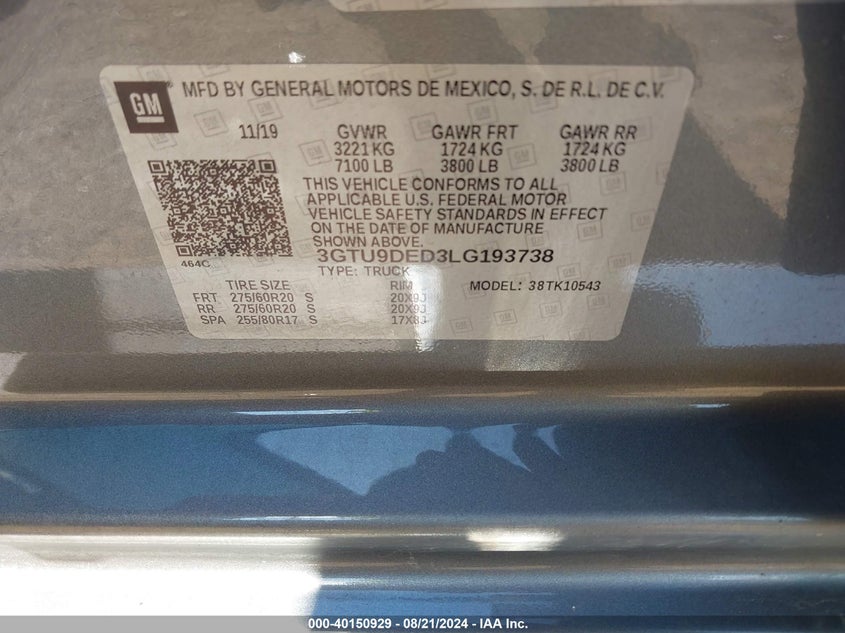 GM
MFD BY GENERAL MOTORS DE MEXICO, S. DE R.L. DE C.V.
11/19 GVWR GAWR FRT GAWR RR
3221 KG 1724 KG 1724 KG
7100 LB 3800 LB 3800 LB
THIS VEHICLE CONFORMS TO ALL
APPLICABLE U.S. FEDERAL MOTOR
VEHICLE SAFETY STANDARDS IN EFFECT
ON THE DATE OF MANUFACTURE
SHOWN ABOVE.
464C 3GTU9DED3LG193738
TYPE: TRUCK
TIRE SIZE RIM MODEL: 38TK10543
FRT 275/60R20 S 20X9J
RR 275/60R20 S 20X9J
SPA 255/80R17 S 17X8J
000-40150929 - 08/21/2024 - IAA Inc.